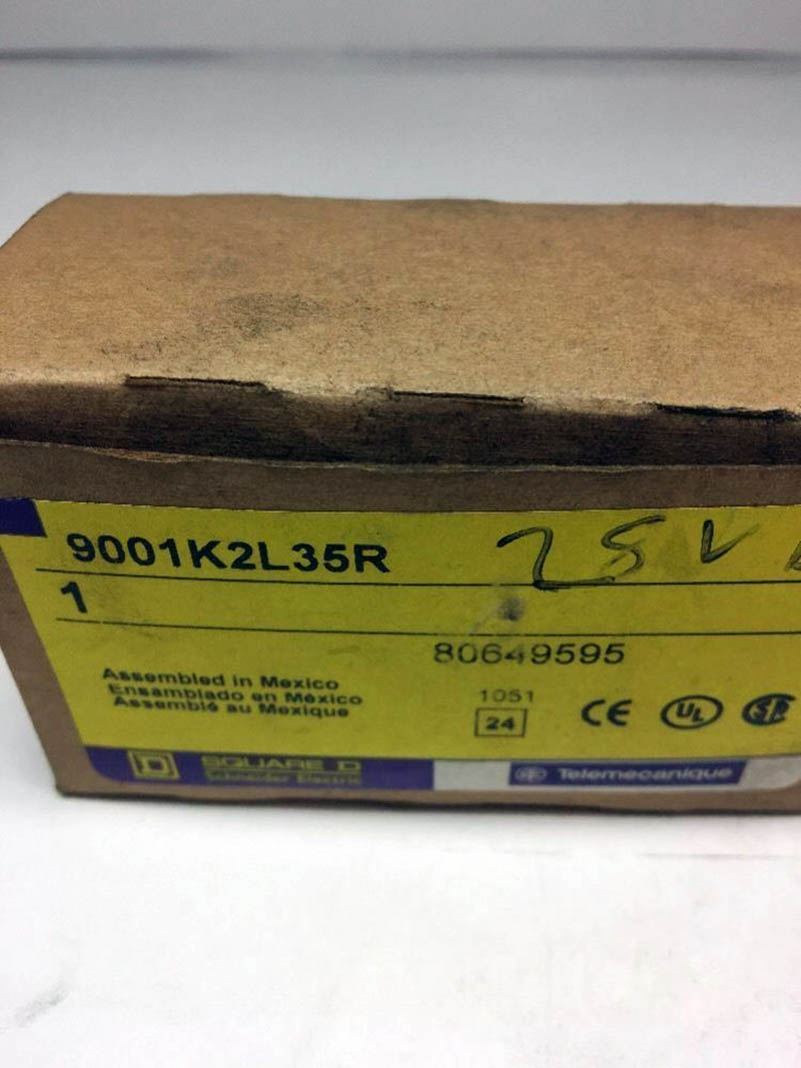 9001K2L35R
1
80649595
Assembled in Mexico
Ensamblado en México
Assemblé au Mexique
1051
24
CE
UL
SQUARE D
Schneider Electric
Telemecanique